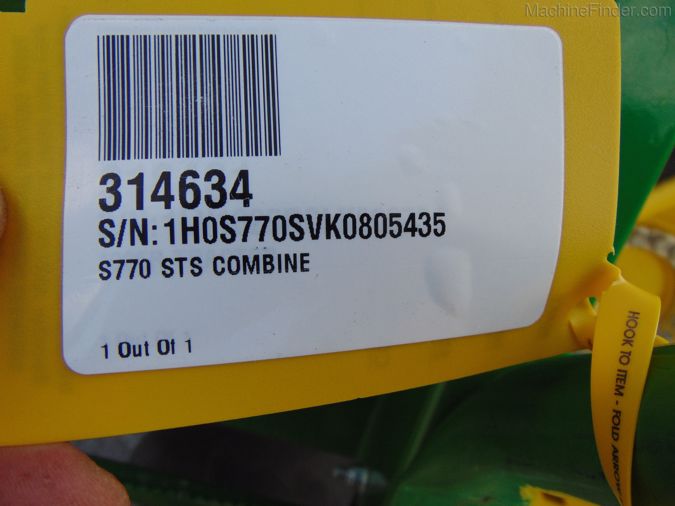 MachineFinder.com
314634
S/N: 1H0S770SVK0805435
S770 STS COMBINE
1 Out Of 1
HOOK TO ITEM - FOLD ARROW